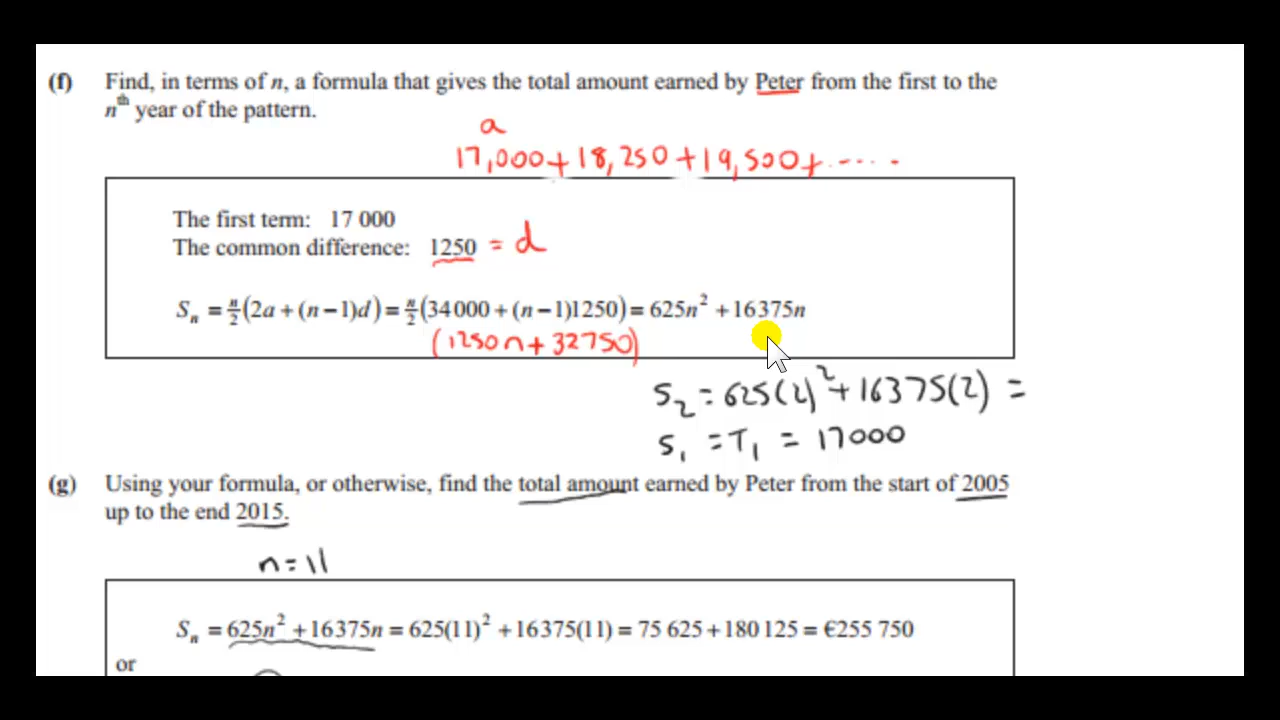 (f) Find, in terms of n, a formula that gives the total amount earned by Peter from the first to the
nᵗʰ year of the pattern.
a
17,000 + 18,250 + 19,500 + .....
The first term: 17 000
The common difference: 1250 = d
Sₙ = n/2(2a + (n − 1)d) = n/2(34 000 + (n − 1)1250) = 625n² + 16375n
(1250n + 32750)
S₂ = 625(2)² + 16375(2) =
S₁ = T₁ = 17000
(g) Using your formula, or otherwise, find the total amount earned by Peter from the start of 2005
up to the end 2015.
n = 11
Sₙ = 625n² + 16375n = 625(11)² + 16375(11) = 75 625 + 180 125 = €255 750
or